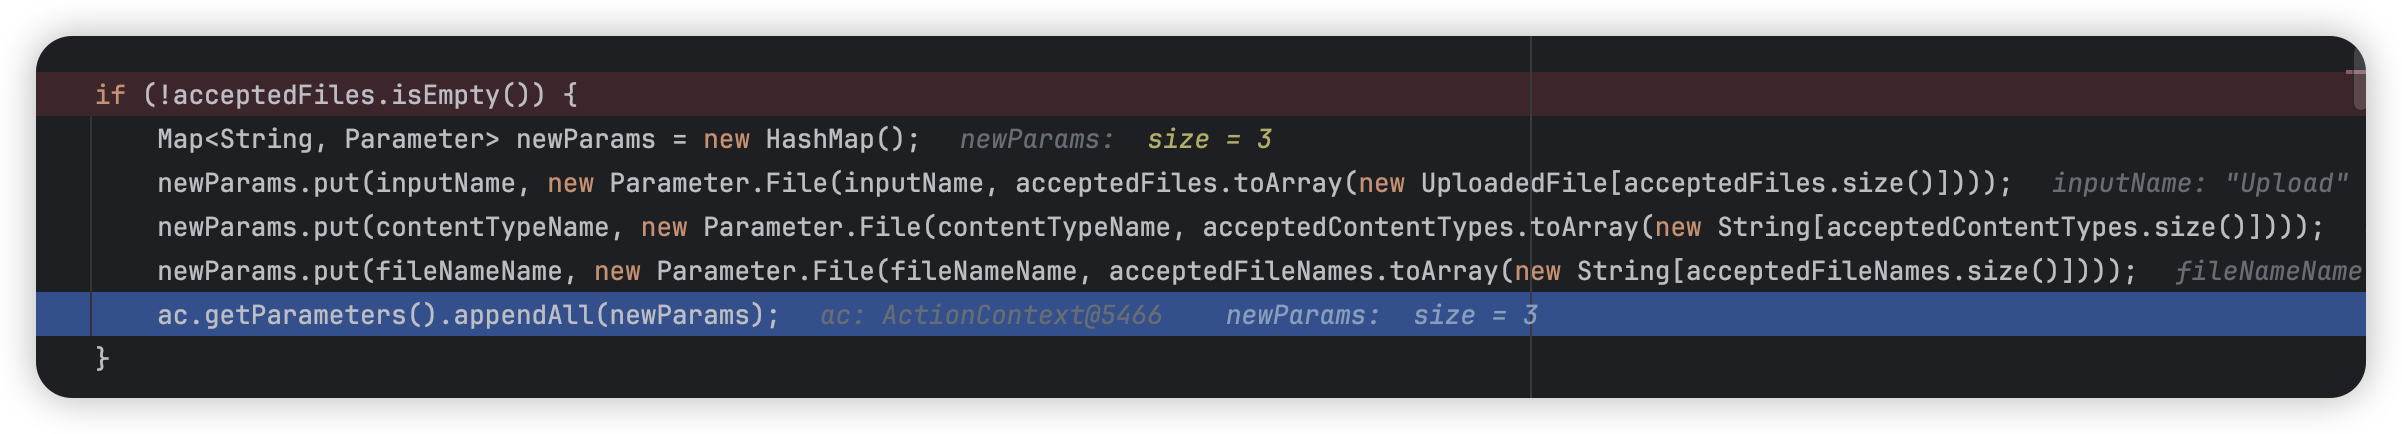 if (!acceptedFiles.isEmpty()) {
Map<String, Parameter> newParams = new HashMap(); newParams: size = 3
newParams.put(inputName, new Parameter.File(inputName, acceptedFiles.toArray(new UploadedFile[acceptedFiles.size()]))); inputName: "Upload"
newParams.put(contentTypeName, new Parameter.File(contentTypeName, acceptedContentTypes.toArray(new String[acceptedContentTypes.size()])));
newParams.put(fileNameName, new Parameter.File(fileNameName, acceptedFileNames.toArray(new String[acceptedFileNames.size()]))); fileNameName
ac.getParameters().appendAll(newParams); ac: ActionContext@5466 newParams: size = 3
}